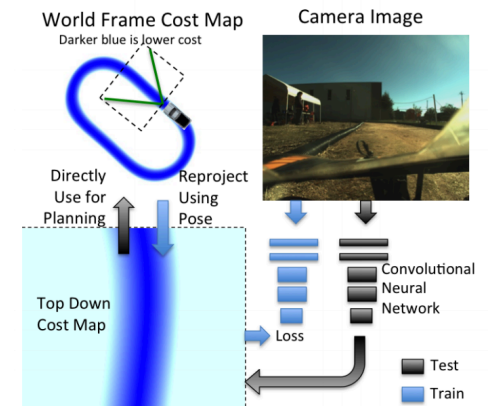 World Frame Cost Map
Darker blue is lower cost
Camera Image
Directly
Use for
Planning
Reproject
Using
Pose
Top Down
Cost Map
Convolutional
Neural
Network
Loss
Test
Train